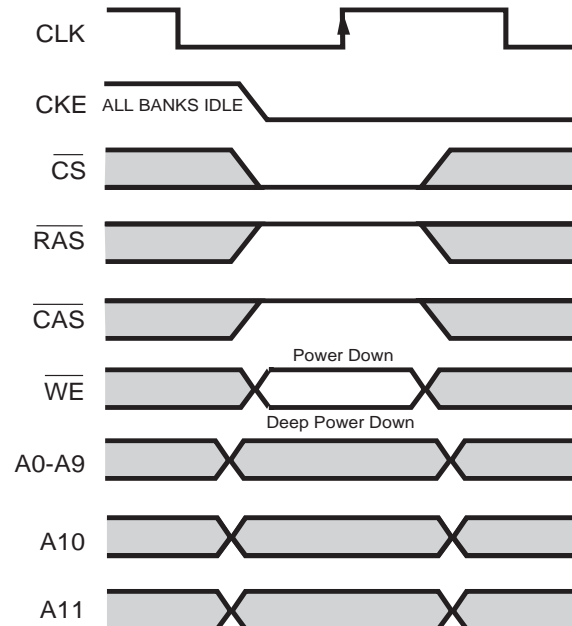 CLK
CKE ALL BANKS IDLE
CS
RAS
CAS
Power Down
WE
Deep Power Down
A0-A9
A10
A11